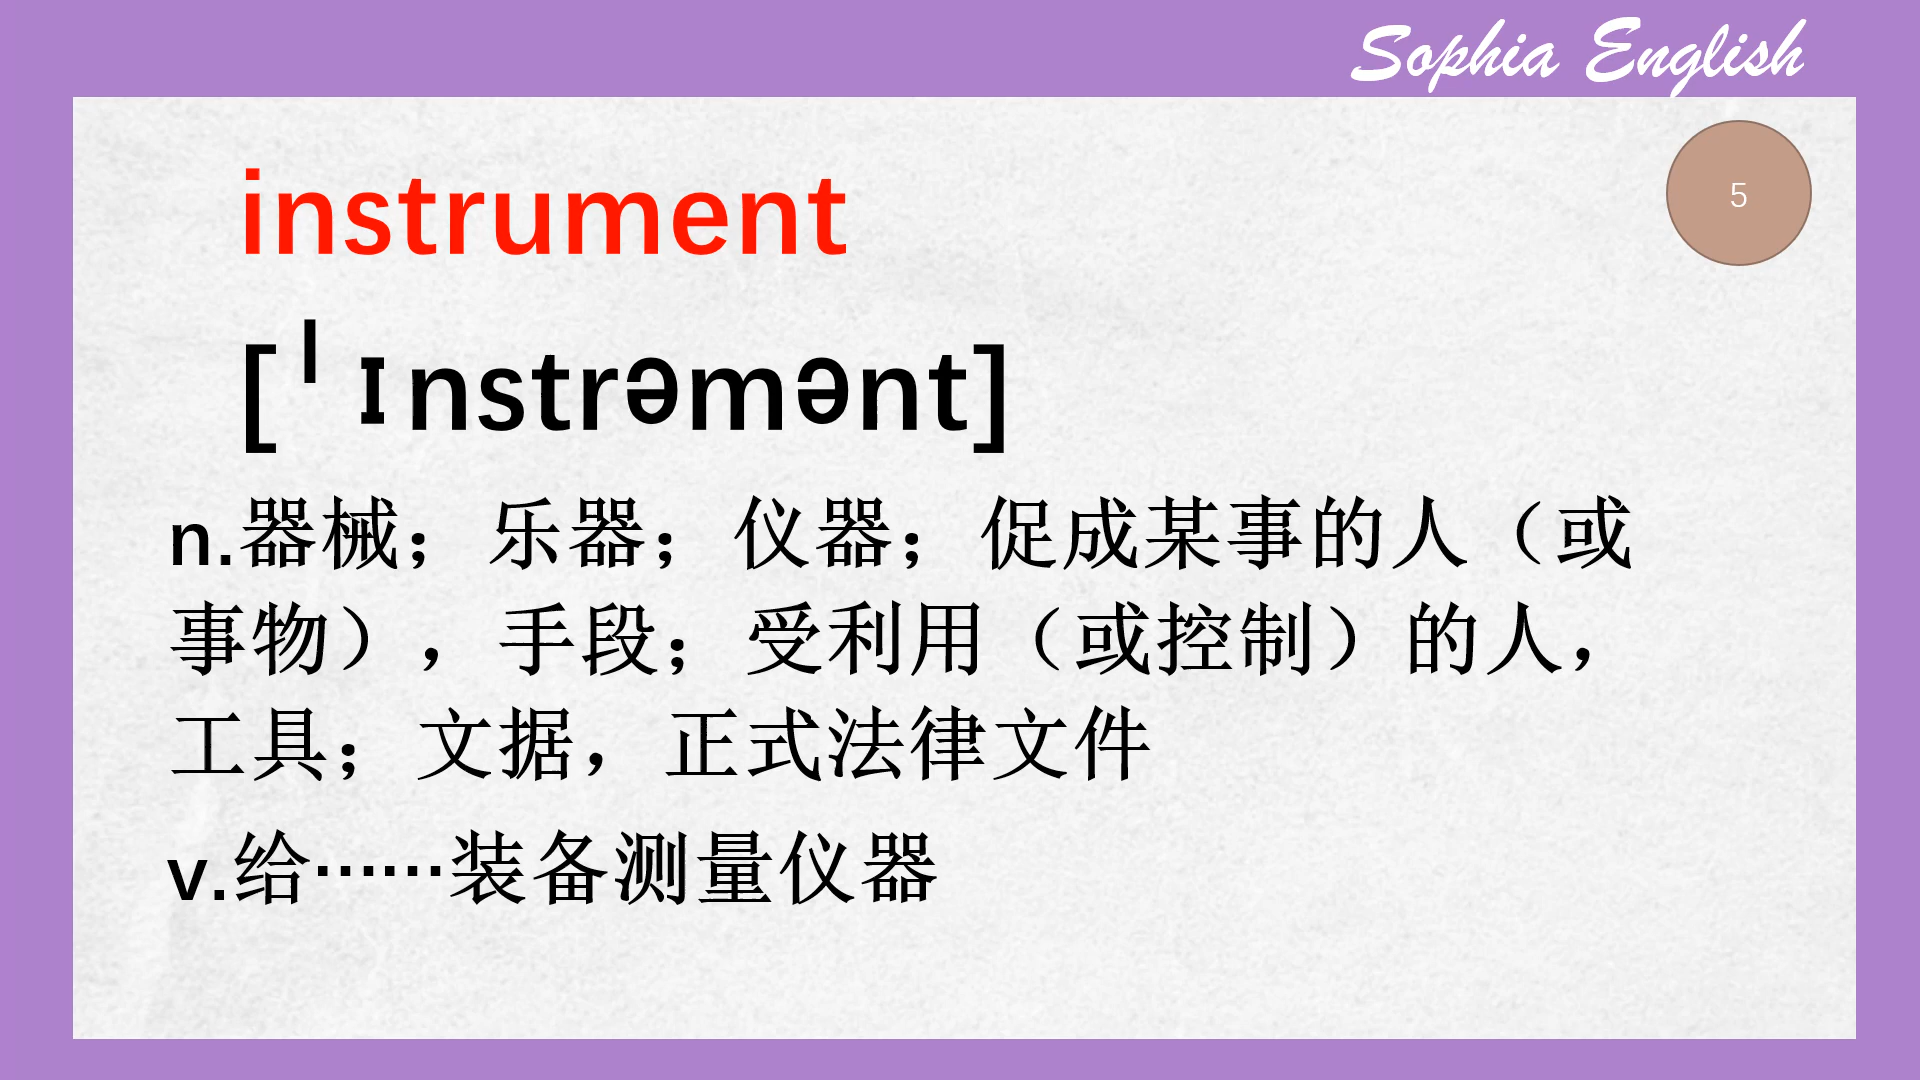 Sophia English
5
instrument
[╵ɪnstrəmənt]
n.器械；乐器；仪器；促成某事的人（或
事物），手段；受利用（或控制）的人，
工具；文据，正式法律文件
v.给······装备测量仪器